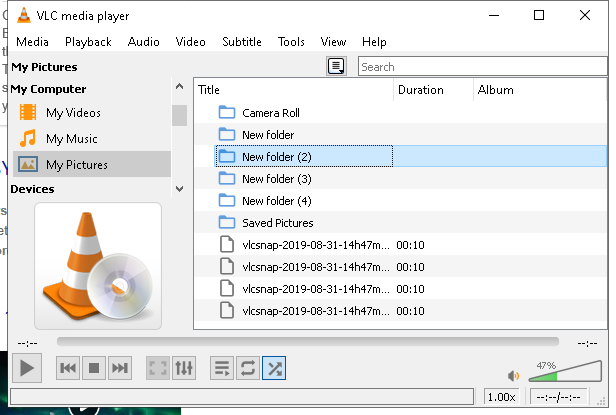 VLC media player
Media Playback Audio Video Subtitle Tools View Help
My Pictures
Search
My Computer
My Videos
My Music
My Pictures
Devices
Title Duration Album
Camera Roll
New folder
New folder (2)
New folder (3)
New folder (4)
Saved Pictures
vlcsnap-2019-08-31-14h47m... 00:10
vlcsnap-2019-08-31-14h47m... 00:10
vlcsnap-2019-08-31-14h47m... 00:10
vlcsnap-2019-08-31-14h47m... 00:10
--:-- --:--
47%
1.00x --:--/--:--